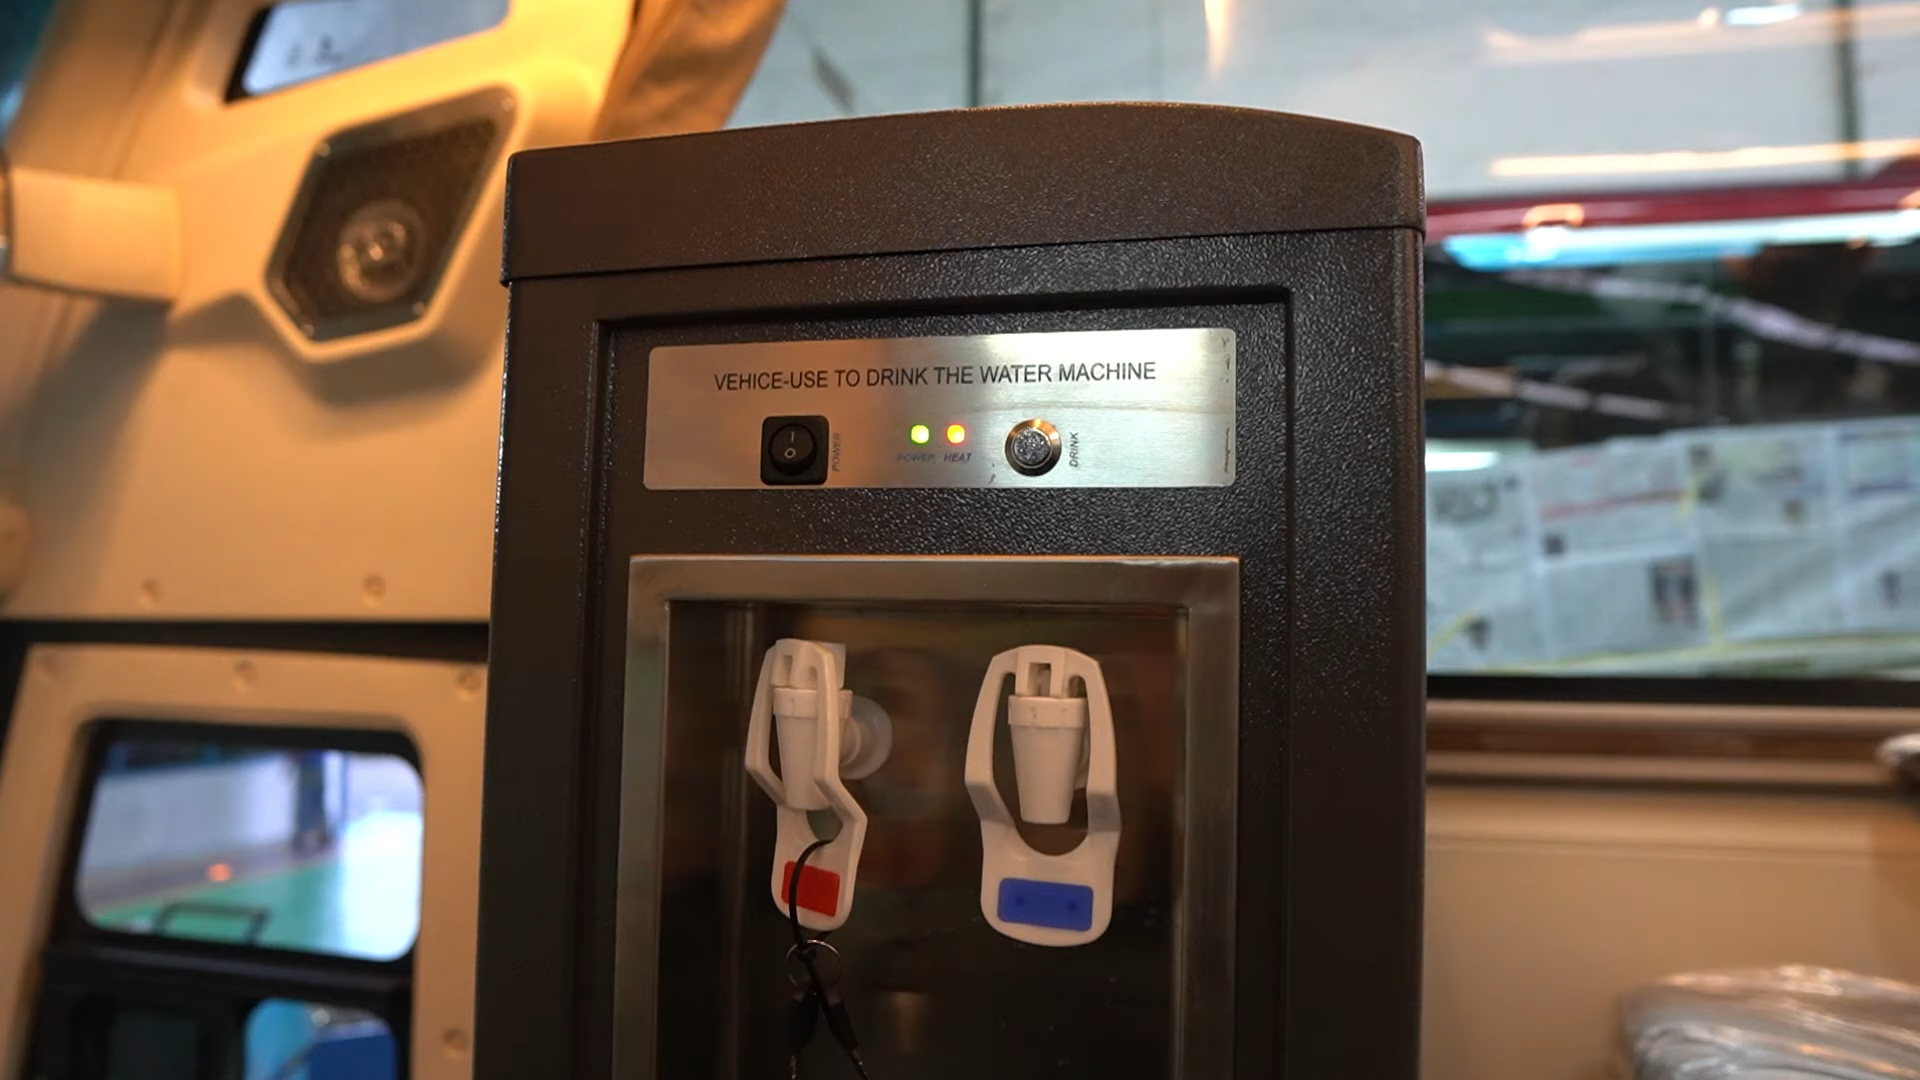 VEHICE-USE TO DRINK THE WATER MACHINE
POWER
POWER HEAT
DRINK